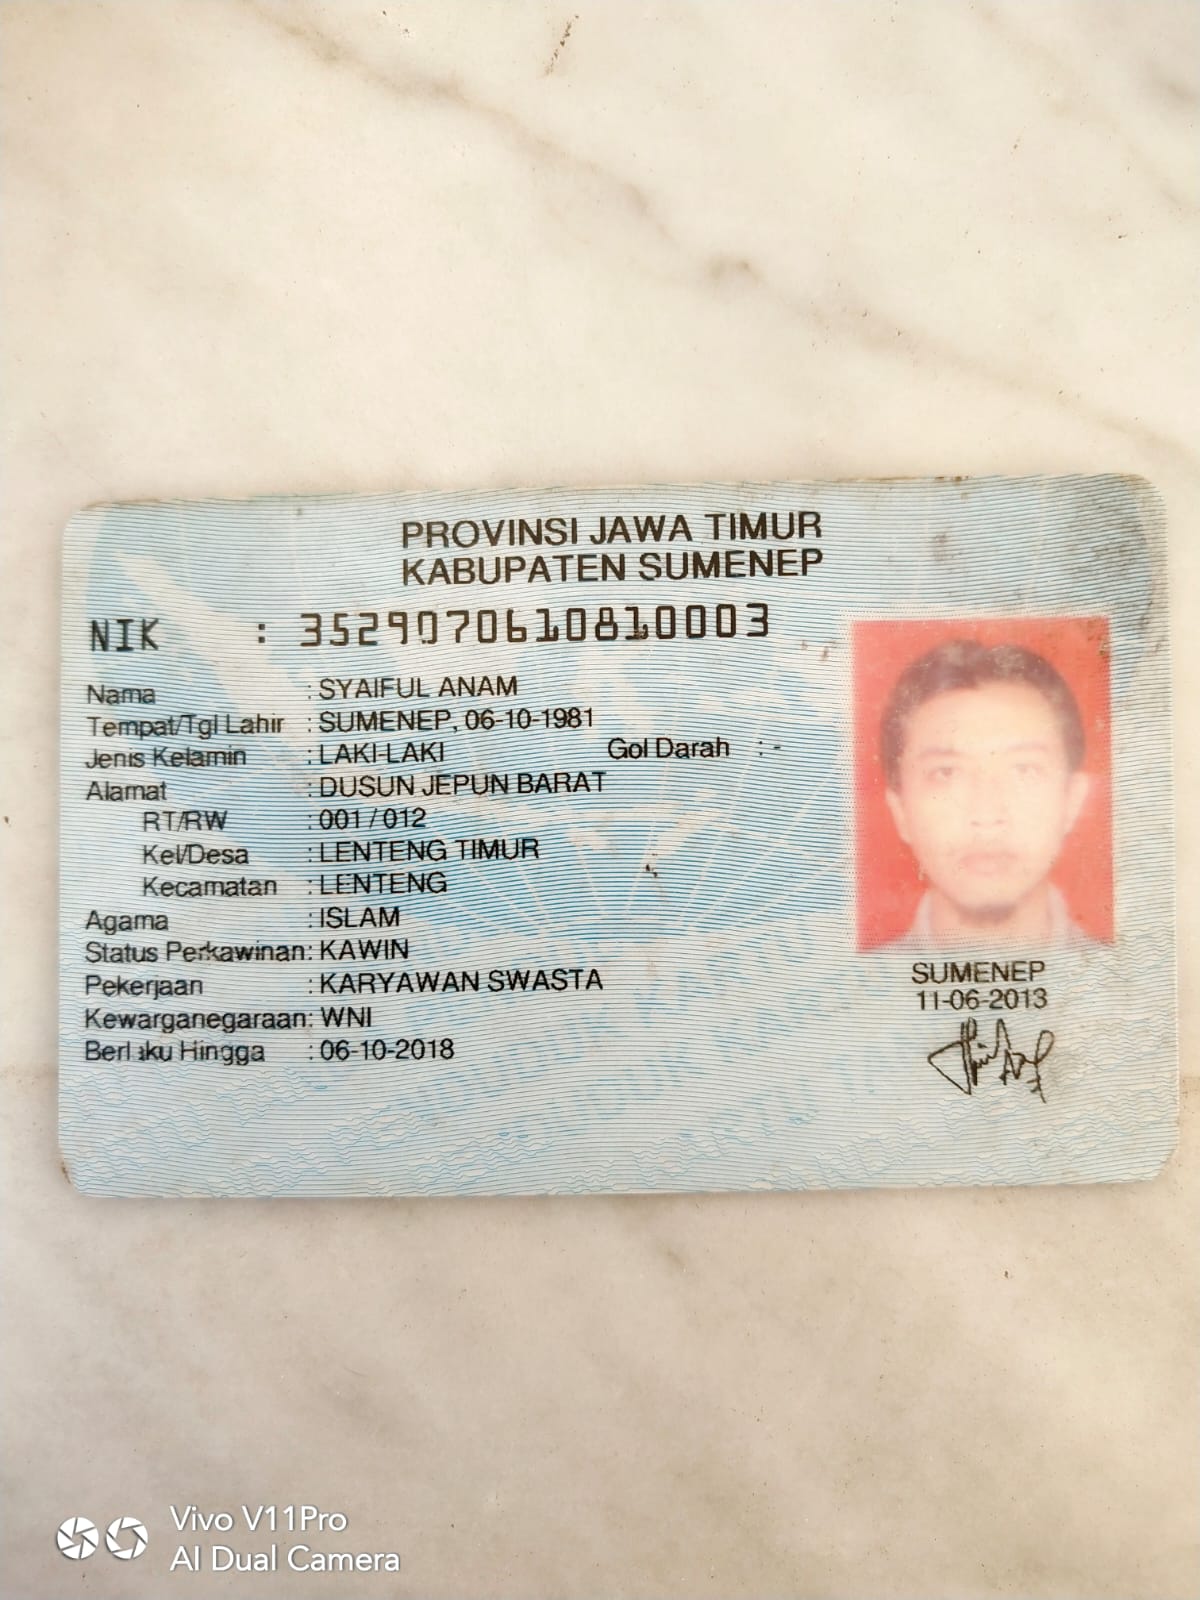 PROVINSI JAWA TIMUR
KABUPATEN SUMENEP
NIK : 3529070610810003
Nama : SYAIFUL ANAM
Tempat/Tgl Lahir : SUMENEP, 06-10-1981
Jenis Kelamin : LAKI-LAKI Gol Darah : -
Alamat : DUSUN JEPUN BARAT
RT/RW : 001 / 012
Kel/Desa : LENTENG TIMUR
Kecamatan : LENTENG
Agama : ISLAM
Status Perkawinan: KAWIN
Pekerjaan : KARYAWAN SWASTA
Kewarganegaraan: WNI
Berlaku Hingga : 06-10-2018
SUMENEP
11-06-2013
Vivo V11Pro
AI Dual Camera